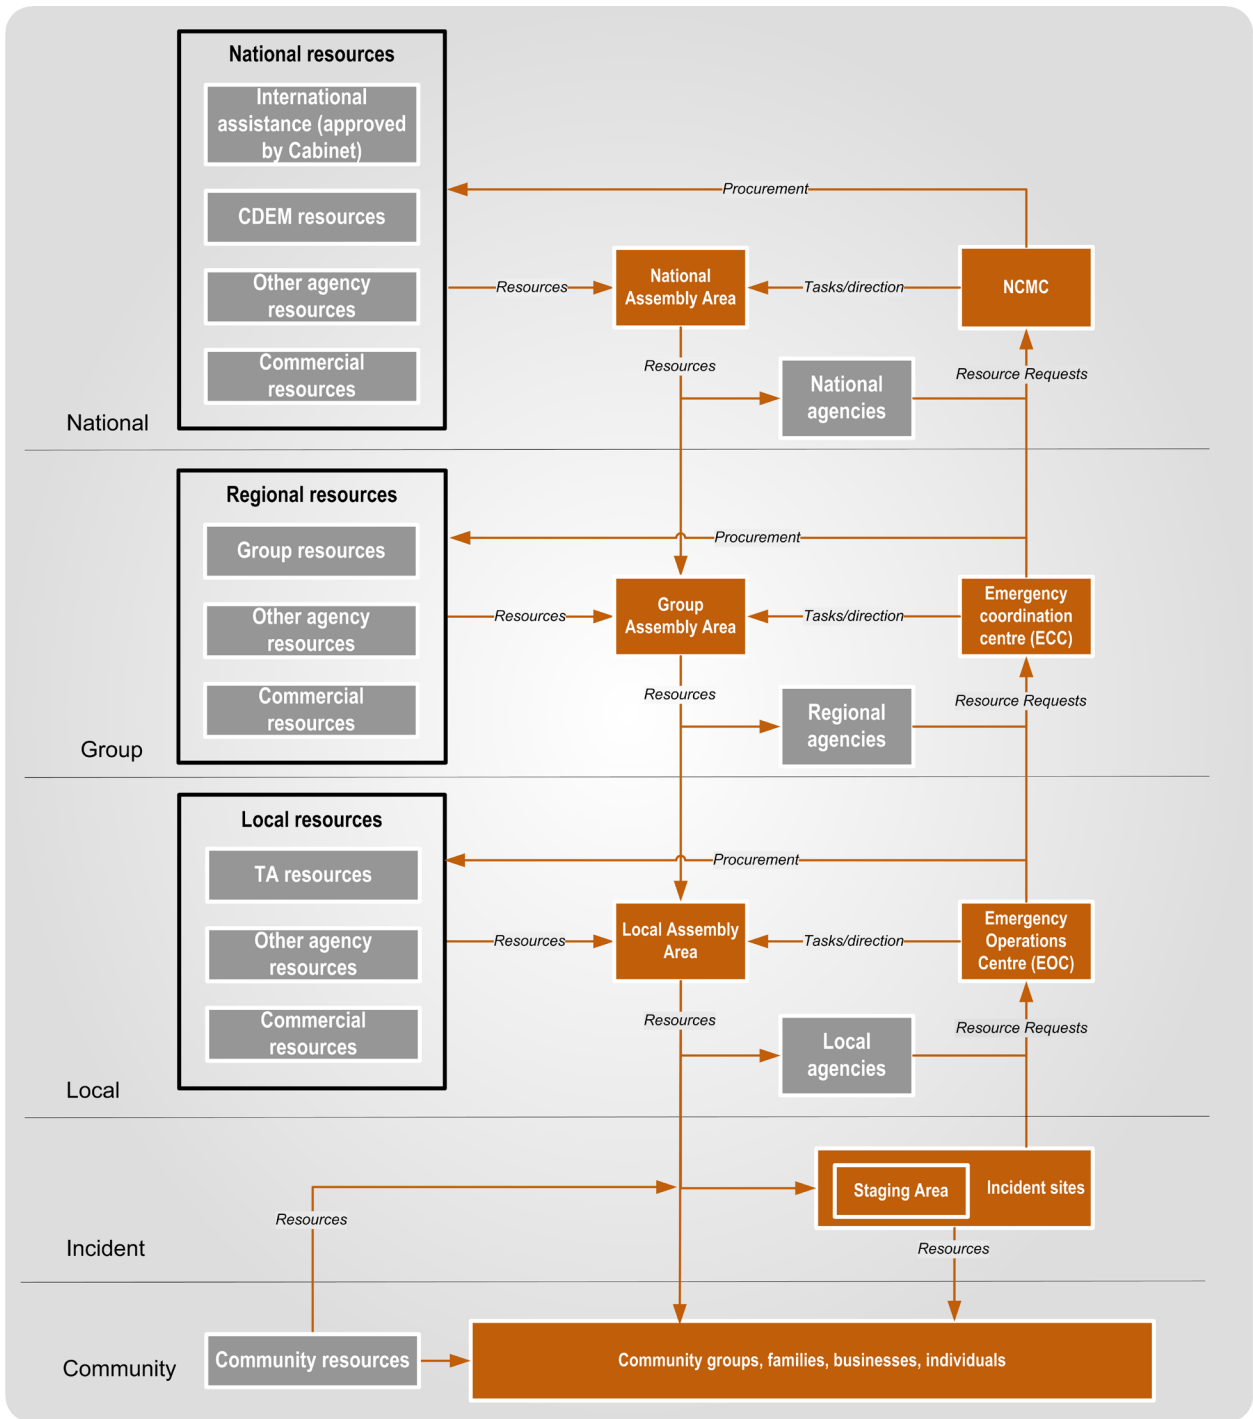 National resources
International
assistance (approved
by Cabinet)
CDEM resources
Other agency
resources
Commercial
resources
National
Procurement
Resources
National
Assembly Area
Tasks/direction
NCMC
Resources
National
agencies
Resource Requests
Regional resources
Group resources
Other agency
resources
Commercial
resources
Group
Procurement
Resources
Group
Assembly Area
Tasks/direction
Emergency
coordination
centre (ECC)
Resources
Regional
agencies
Resource Requests
Local resources
TA resources
Other agency
resources
Commercial
resources
Local
Procurement
Resources
Local Assembly
Area
Tasks/direction
Emergency
Operations
Centre (EOC)
Resources
Local
agencies
Resource Requests
Incident
Resources
Staging Area
Incident sites
Resources
Community
Community resources
Community groups, families, businesses, individuals